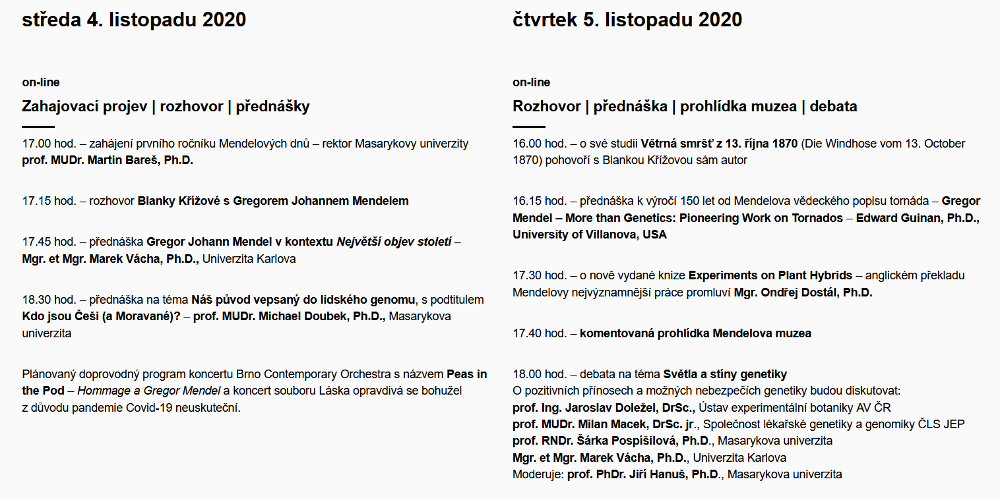 středa 4. listopadu 2020
on-line
Zahajovací projev | rozhovor | přednášky
17.00 hod. – zahájení prvního ročníku Mendelových dnů – rektor Masarykovy univerzity
prof. MUDr. Martin Bareš, Ph.D.
17.15 hod. – rozhovor Blanky Křížové s Gregorem Johannem Mendelem
17.45 hod. – přednáška Gregor Johann Mendel v kontextu Největší objev století –
Mgr. et Mgr. Marek Vácha, Ph.D., Univerzita Karlova
18.30 hod. – přednáška na téma Náš původ vepsaný do lidského genomu, s podtitulem
Kdo jsou Češi (a Moravané)? – prof. MUDr. Michael Doubek, Ph.D., Masarykova
univerzita
Plánovaný doprovodný program koncertu Brno Contemporary Orchestra s názvem Peas in
the Pod – Hommage a Gregor Mendel a koncert souboru Láska opravdivá se bohužel
z důvodu pandemie Covid-19 neuskuteční.
čtvrtek 5. listopadu 2020
on-line
Rozhovor | přednáška | prohlídka muzea | debata
16.00 hod. – o své studii Větrná smršť z 13. října 1870 (Die Windhose vom 13. October
1870) pohovoří s Blankou Křížovou sám autor
16.15 hod. – přednáška k výročí 150 let od Mendelova vědeckého popisu tornáda – Gregor
Mendel – More than Genetics: Pioneering Work on Tornados – Edward Guinan, Ph.D.,
University of Villanova, USA
17.30 hod. – o nově vydané knize Experiments on Plant Hybrids – anglickém překladu
Mendelovy nejvýznamnější práce promluví Mgr. Ondřej Dostál, Ph.D.
17.40 hod. – komentovaná prohlídka Mendelova muzea
18.00 hod. – debata na téma Světla a stíny genetiky
O pozitivních přínosech a možných nebezpečích genetiky budou diskutovat:
prof. Ing. Jaroslav Doležel, DrSc., Ústav experimentální botaniky AV ČR
prof. MUDr. Milan Macek, DrSc. jr., Společnost lékařské genetiky a genomiky ČLS JEP
prof. RNDr. Šárka Pospíšilová, Ph.D., Masarykova univerzita
Mgr. et Mgr. Marek Vácha, Ph.D., Univerzita Karlova
Moderuje: prof. PhDr. Jiří Hanuš, Ph.D., Masarykova univerzita